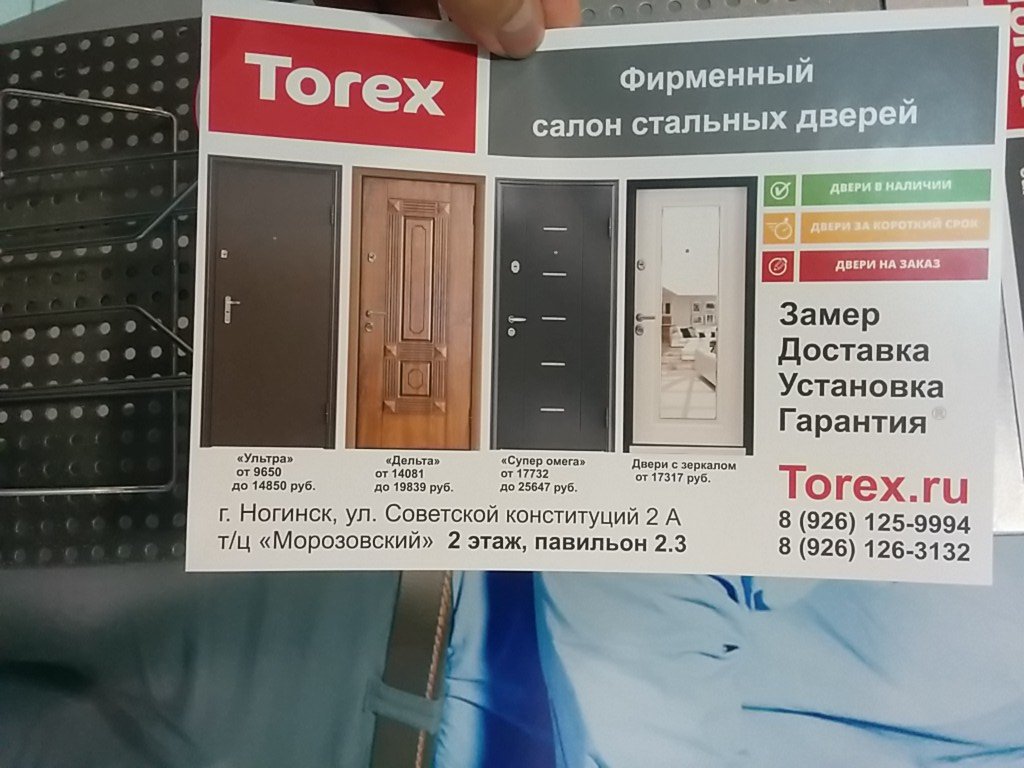 Torex
Фирменный
салон стальных дверей
ДВЕРИ В НАЛИЧИИ
ДВЕРИ ЗА КОРОТКИЙ СРОК
ДВЕРИ НА ЗАКАЗ
Замер
Доставка
Установка
Гарантия ®
«Ультра»
от 9650
до 14850 руб.
«Дельта»
от 14081
до 19839 руб.
«Супер омега»
от 17732
до 25647 руб.
Двери с зеркалом
от 17317 руб.
Torex.ru
8 (926) 125-9994
8 (926) 126-3132
г. Ногинск, ул. Советской конституций 2 А
т/ц «Морозовский» 2 этаж, павильон 2.3